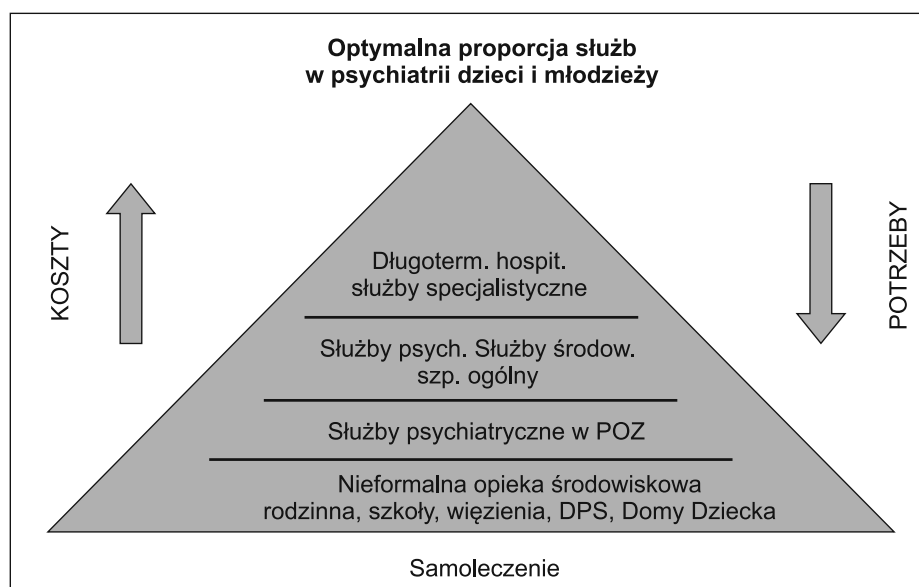 Optymalna proporcja służb
w psychiatrii dzieci i młodzieży
KOSZTY
POTRZEBY
Długoterm. hospit.
służby specjalistyczne
Służby psych. Służby środow.
szp. ogólny
Służby psychiatryczne w POZ
Nieformalna opieka środowiskowa
rodzinna, szkoły, więzienia, DPS, Domy Dziecka
Samoleczenie